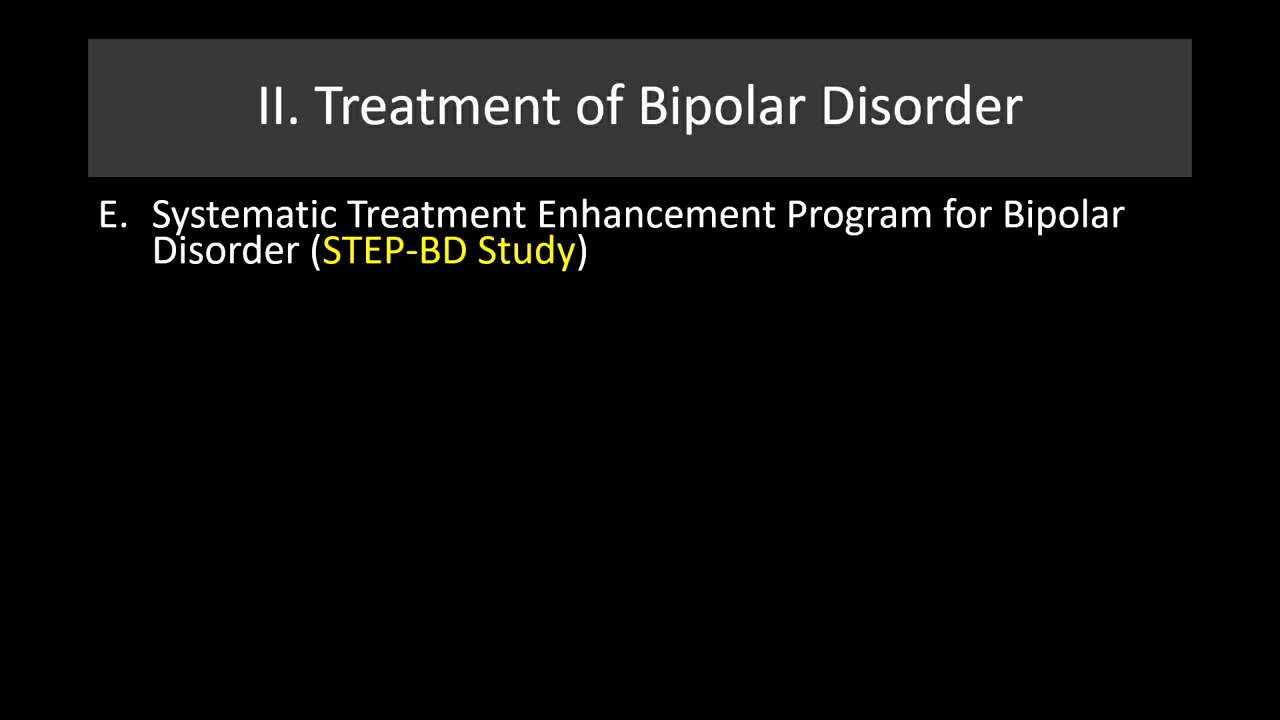 II. Treatment of Bipolar Disorder
E. Systematic Treatment Enhancement Program for Bipolar
Disorder (STEP-BD Study)